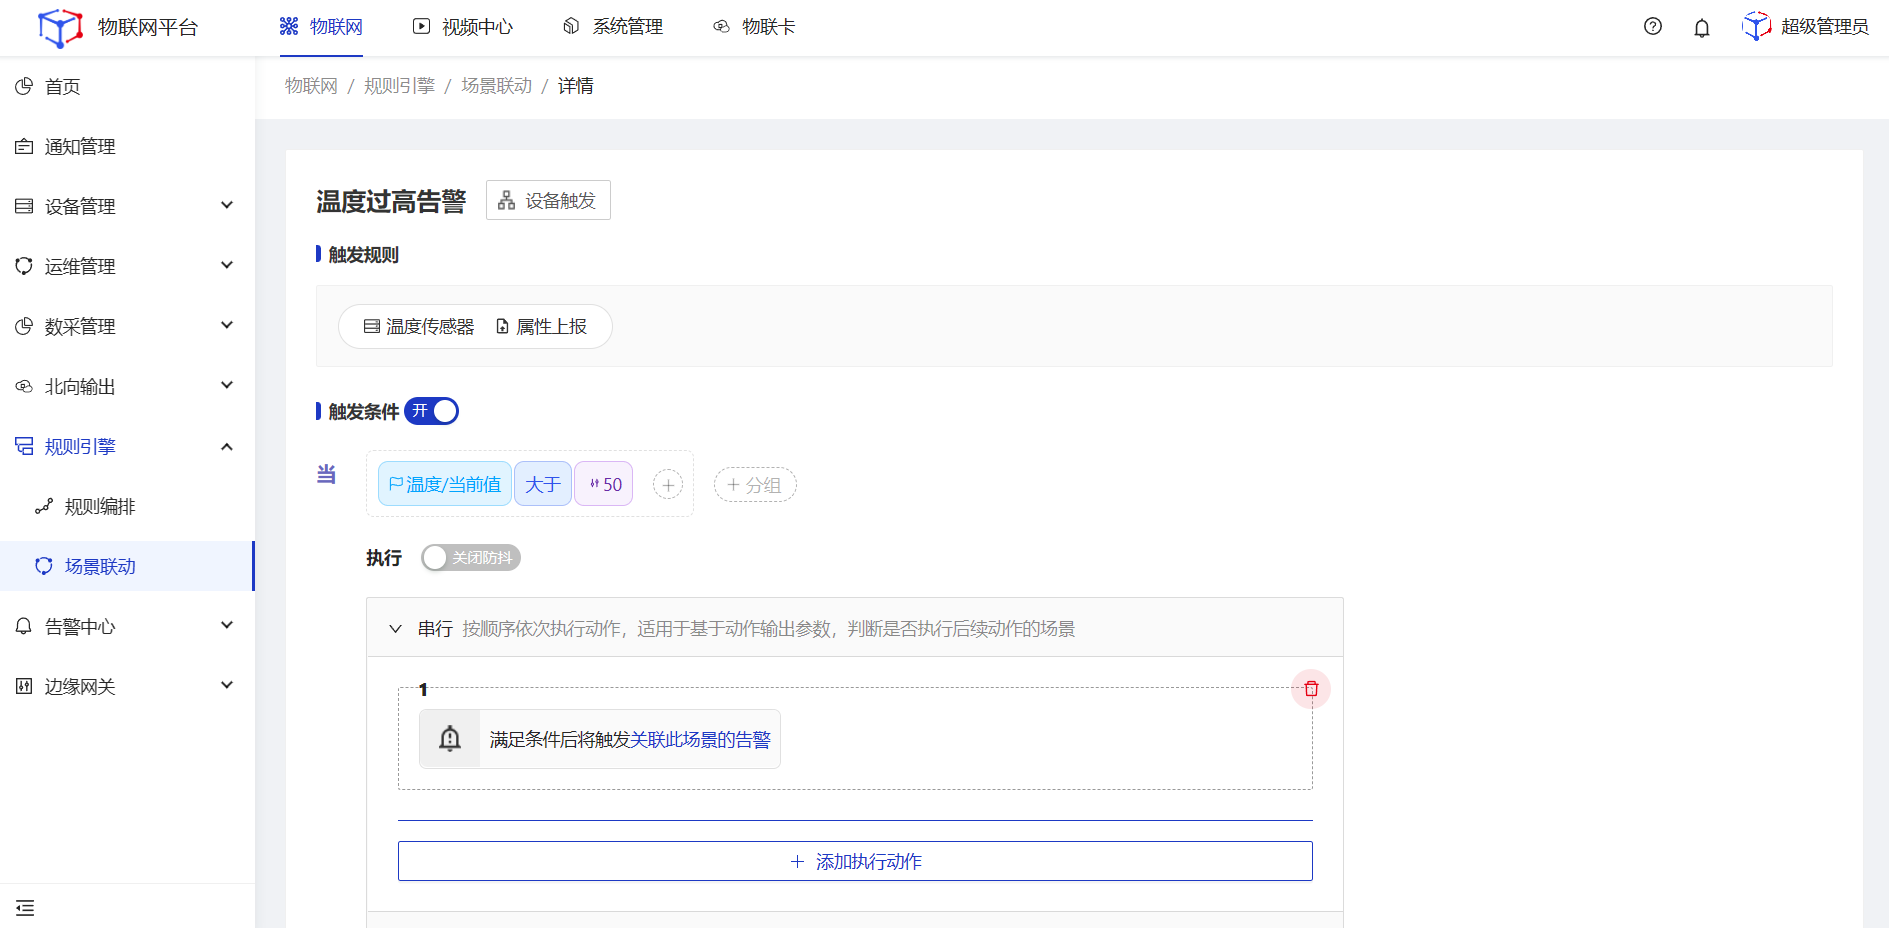 物联网平台
物联网
视频中心
系统管理
物联卡
超级管理员
首页
通知管理
设备管理
运维管理
数采管理
北向输出
规则引擎
规则编排
场景联动
告警中心
边缘网关
物联网 / 规则引擎 / 场景联动 / 详情
温度过高告警
设备触发
触发规则
温度传感器 属性上报
触发条件 开
当
温度/当前值 大于 50
+ 分组
执行 关闭防抖
串行 按顺序依次执行动作，适用于基于动作输出参数，判断是否执行后续动作的场景
1
满足条件后将触发关联此场景的告警
+ 添加执行动作